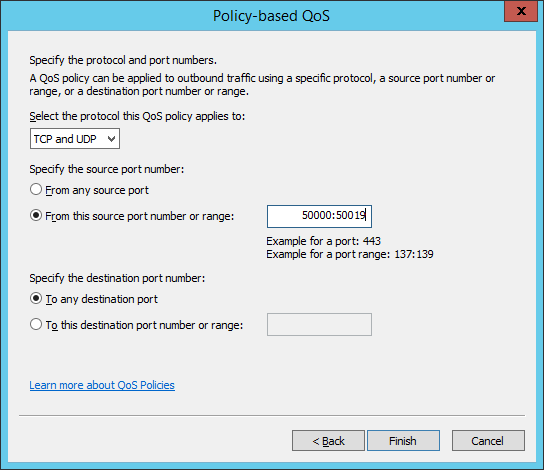 Policy-based QoS
x
Specify the protocol and port numbers.
A QoS policy can be applied to outbound traffic using a specific protocol, a source port number or
range, or a destination port number or range.
Select the protocol this QoS policy applies to:
TCP and UDP
Specify the source port number:
From any source port
From this source port number or range:
50000:50019
Example for a port: 443
Example for a port range: 137:139
Specify the destination port number:
To any destination port
To this destination port number or range:
Learn more about QoS Policies
< Back
Finish
Cancel